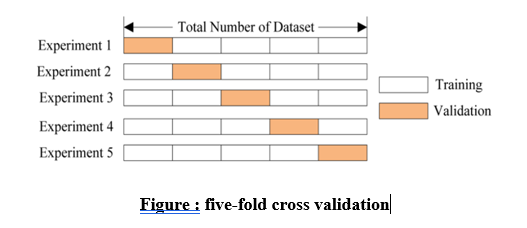 Total Number of Dataset
Experiment 1
Experiment 2
Experiment 3
Training
Validation
Experiment 4
Experiment 5
Figure : five-fold cross validation